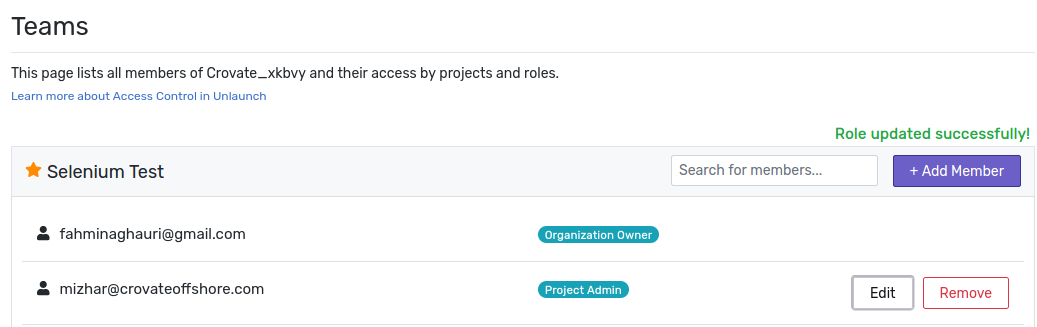 Teams
This page lists all members of Crovate_xkbvy and their access by projects and roles.
Learn more about Access Control in Unlaunch
Role updated successfully!
Selenium Test
Search for members...
+ Add Member
fahminaghauri@gmail.com
Organization Owner
mizhar@crovateoffshore.com
Project Admin
Edit
Remove